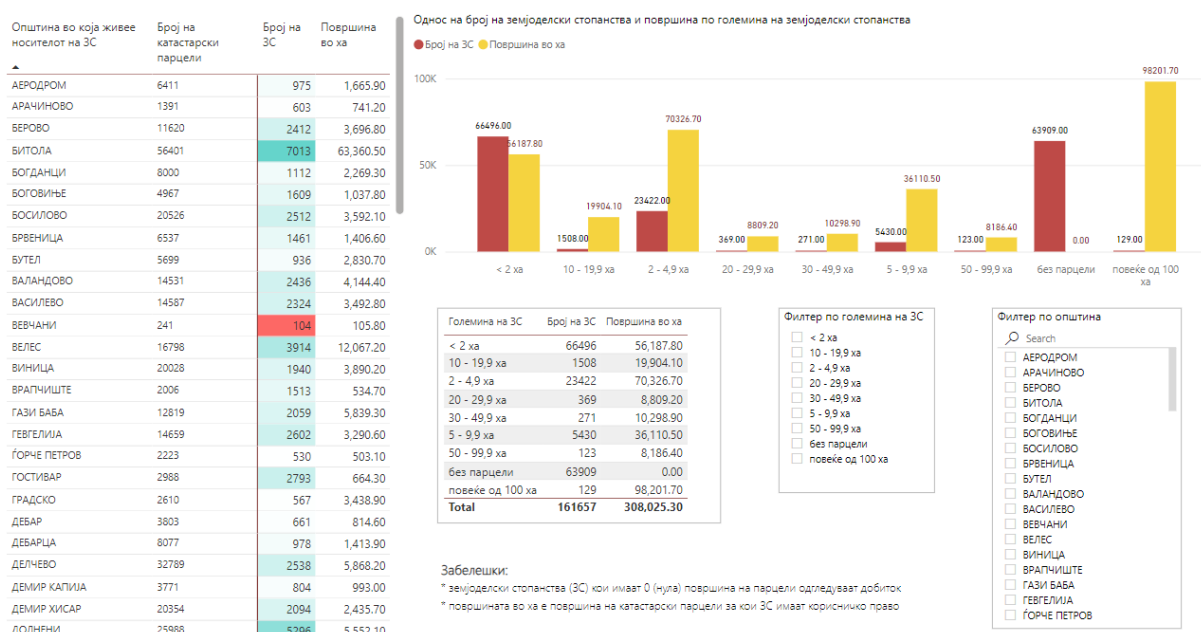 Општина во која живее Број на Број на Површина
носителот на ЗС катастарски ЗС во ха
парцели
АЕРОДРОМ 6411 975 1,665.90
АРАЧИНОВО 1391 603 741.20
БЕРОВО 11620 2412 3,696.80
БИТОЛА 56401 7013 63,360.50
БОГДАНЦИ 8000 1112 2,269.30
БОГОВИЊЕ 4967 1609 1,037.80
БОСИЛОВО 20526 2512 3,592.10
БРВЕНИЦА 6537 1461 1,406.60
БУТЕЛ 5699 936 2,830.70
ВАЛАНДОВО 14531 2436 4,144.40
ВАСИЛЕВО 14587 2324 3,492.80
ВЕВЧАНИ 241 104 105.80
ВЕЛЕС 16798 3914 12,067.20
ВИНИЦА 20028 1940 3,890.20
ВРАПЧИШТЕ 2006 1513 534.70
ГАЗИ БАБА 12819 2059 5,839.30
ГЕВГЕЛИЈА 14659 2602 3,290.60
ЃОРЧЕ ПЕТРОВ 2223 530 503.10
ГОСТИВАР 2988 2793 664.30
ГРАДСКО 2610 567 3,438.90
ДЕБАР 3803 661 814.60
ДЕБАРЦА 8077 978 1,413.90
ДЕЛЧЕВО 32789 2538 5,868.20
ДЕМИР КАПИЈА 3771 804 993.00
ДЕМИР ХИСАР 20354 2094 2,435.70
ДОЛНЕНИ 25988 5296 5,552.10
Однос на број на земјоделски стопанства и површина по големина на земјоделски стопанства
Број на ЗС Површина во ха
100K
50K
0K
66496.00 56187.80
1508.00 19904.10
23422.00 70326.70
369.00 8809.20
271.00 10298.90
5430.00 36110.50
123.00 8186.40
63909.00 0.00
129.00 98201.70
< 2 ха 10 - 19,9 ха 2 - 4,9 ха 20 - 29,9 ха 30 - 49,9 ха 5 - 9,9 ха 50 - 99,9 ха без парцели повеќе од 100
ха
Големина на ЗС Број на ЗС Површина во ха
< 2 ха 66496 56,187.80
10 - 19,9 ха 1508 19,904.10
2 - 4,9 ха 23422 70,326.70
20 - 29,9 ха 369 8,809.20
30 - 49,9 ха 271 10,298.90
5 - 9,9 ха 5430 36,110.50
50 - 99,9 ха 123 8,186.40
без парцели 63909 0.00
повеќе од 100 ха 129 98,201.70
Total 161657 308,025.30
Филтер по големина на ЗС
< 2 ха
10 - 19,9 ха
2 - 4,9 ха
20 - 29,9 ха
30 - 49,9 ха
5 - 9,9 ха
50 - 99,9 ха
без парцели
повеќе од 100 ха
Филтер по општина
Search
АЕРОДРОМ
АРАЧИНОВО
БЕРОВО
БИТОЛА
БОГДАНЦИ
БОГОВИЊЕ
БОСИЛОВО
БРВЕНИЦА
БУТЕЛ
ВАЛАНДОВО
ВАСИЛЕВО
ВЕВЧАНИ
ВЕЛЕС
ВИНИЦА
ВРАПЧИШТЕ
ГАЗИ БАБА
ГЕВГЕЛИЈА
ЃОРЧЕ ПЕТРОВ
Забелешки:
* земјоделски стопанства (ЗС) кои имаат 0 (нула) површина на парцели одгледуваат добиток
* површината во ха е површина на катастарски парцели за кои ЗС имаат корисничко право